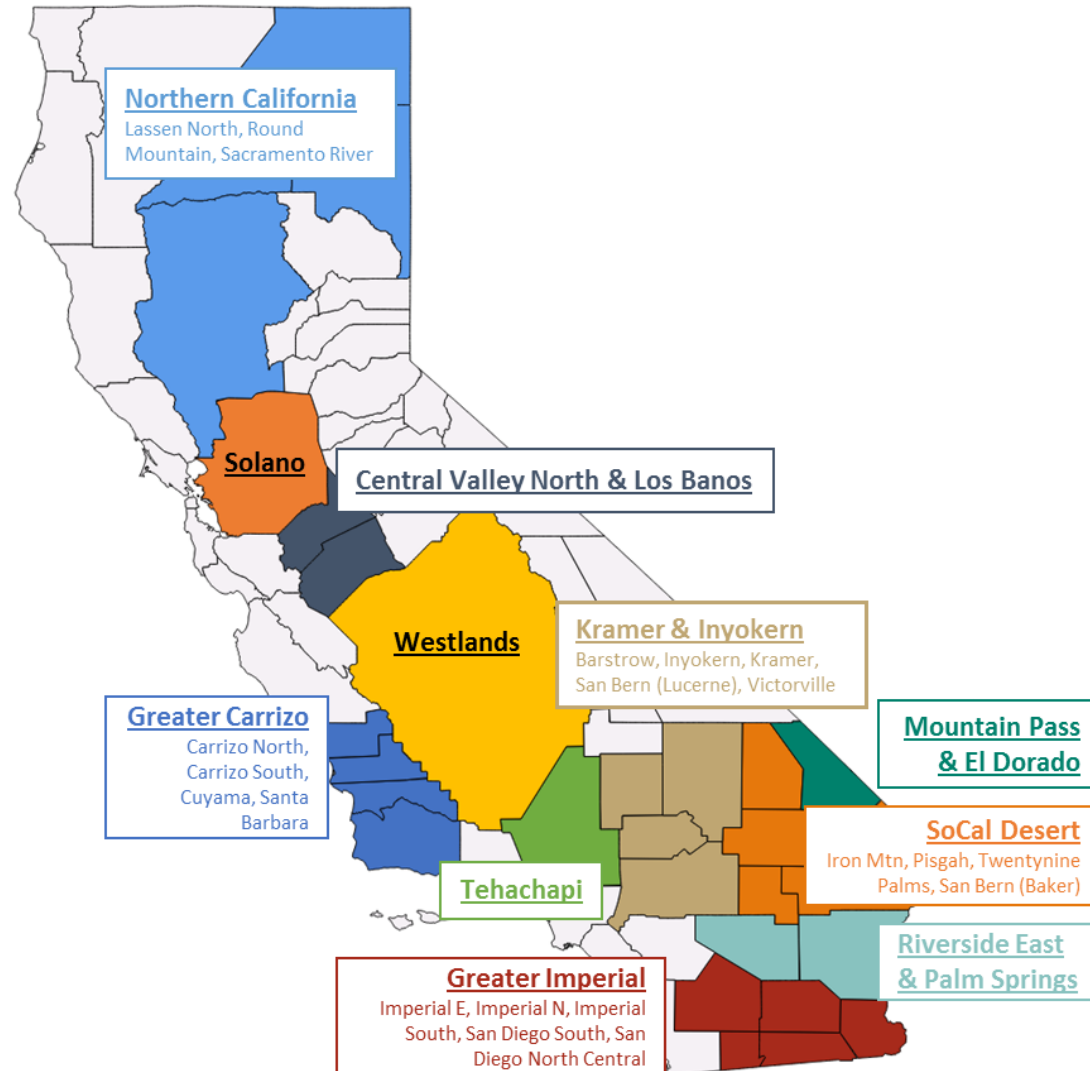 Northern California
Lassen North, Round
Mountain, Sacramento River
Solano
Central Valley North & Los Banos
Westlands
Kramer & Inyokern
Barstrow, Inyokern, Kramer,
San Bern (Lucerne), Victorville
Greater Carrizo
Carrizo North,
Carrizo South,
Cuyama, Santa
Barbara
Mountain Pass
& El Dorado
SoCal Desert
Iron Mtn, Pisgah, Twentynine
Palms, San Bern (Baker)
Tehachapi
Riverside East
& Palm Springs
Greater Imperial
Imperial E, Imperial N, Imperial
South, San Diego South, San
Diego North Central